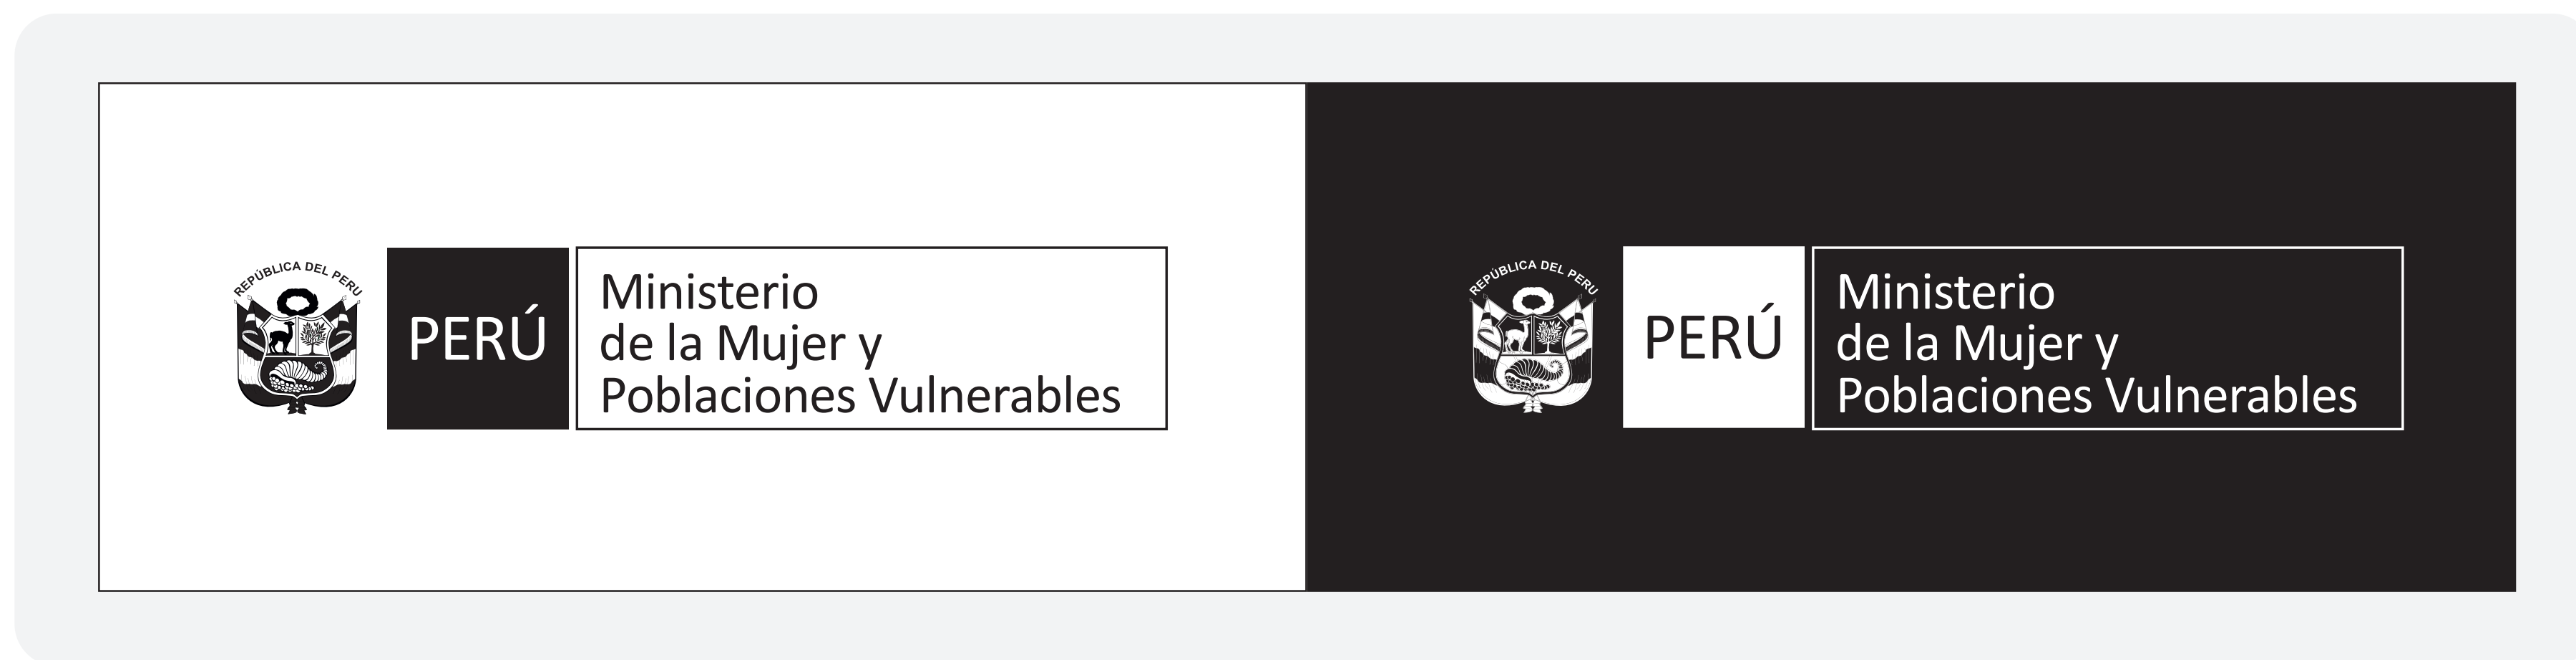 REPÚBLICA DEL PERÚ
PERÚ
Ministerio
de la Mujer y
Poblaciones Vulnerables
REPÚBLICA DEL PERÚ
PERÚ
Ministerio
de la Mujer y
Poblaciones Vulnerables